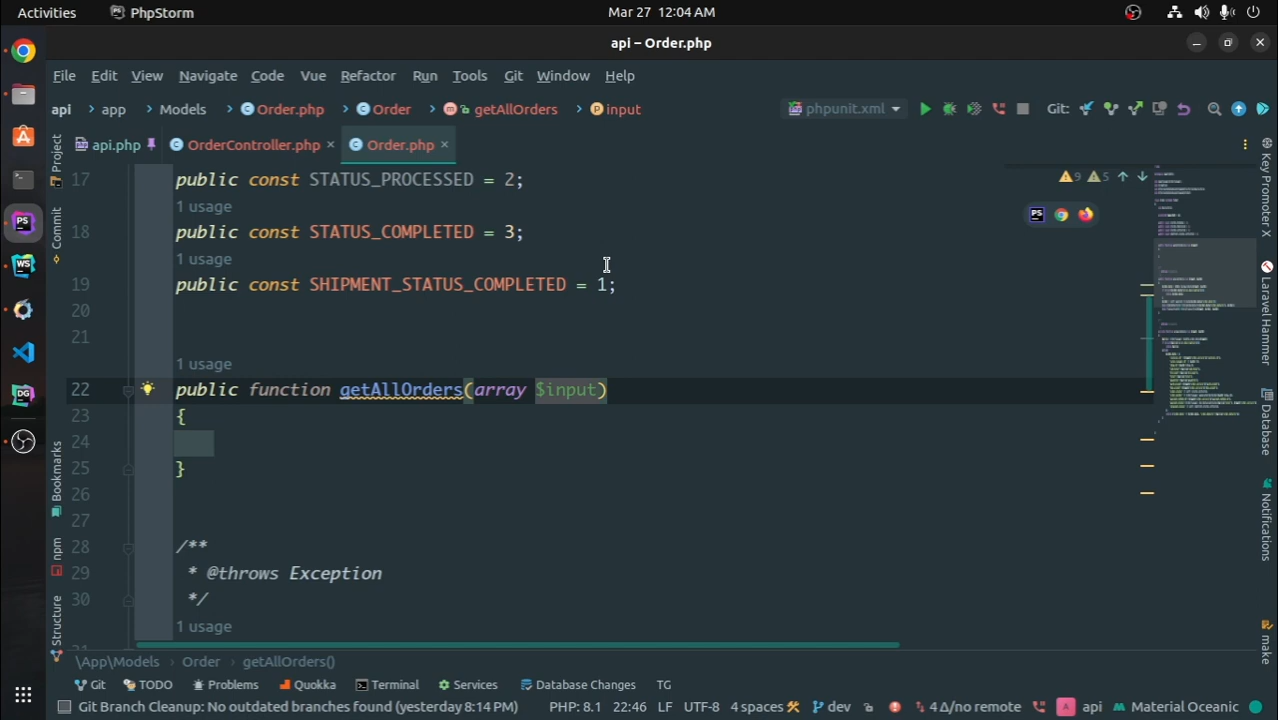 Activities PhpStorm Mar 27 12:04 AM
api – Order.php
File Edit View Navigate Code Vue Refactor Run Tools Git Window Help
api app Models Order.php Order getAllOrders input phpunit.xml Git:
api.php OrderController.php Order.php
17 public const STATUS_PROCESSED = 2;
1 usage
18 public const STATUS_COMPLETED = 3;
1 usage
19 public const SHIPMENT_STATUS_COMPLETED = 1;
20
21
1 usage
22 public function getAllOrders(array $input)
23 {
24
25 }
26
27
28 /**
29 * @throws Exception
30 */
1 usage
9 5
Project
Commit
Bookmarks
npm
Structure
Key Promoter X
Laravel Hammer
Database
Notifications
make
\App\Models Order getAllOrders()
Git TODO Problems Quokka Terminal Services Database Changes TG
Git Branch Cleanup: No outdated branches found (yesterday 8:14 PM) PHP: 8.1 22:46 LF UTF-8 4 spaces dev 4 Δ/no remote A api Material Oceanic